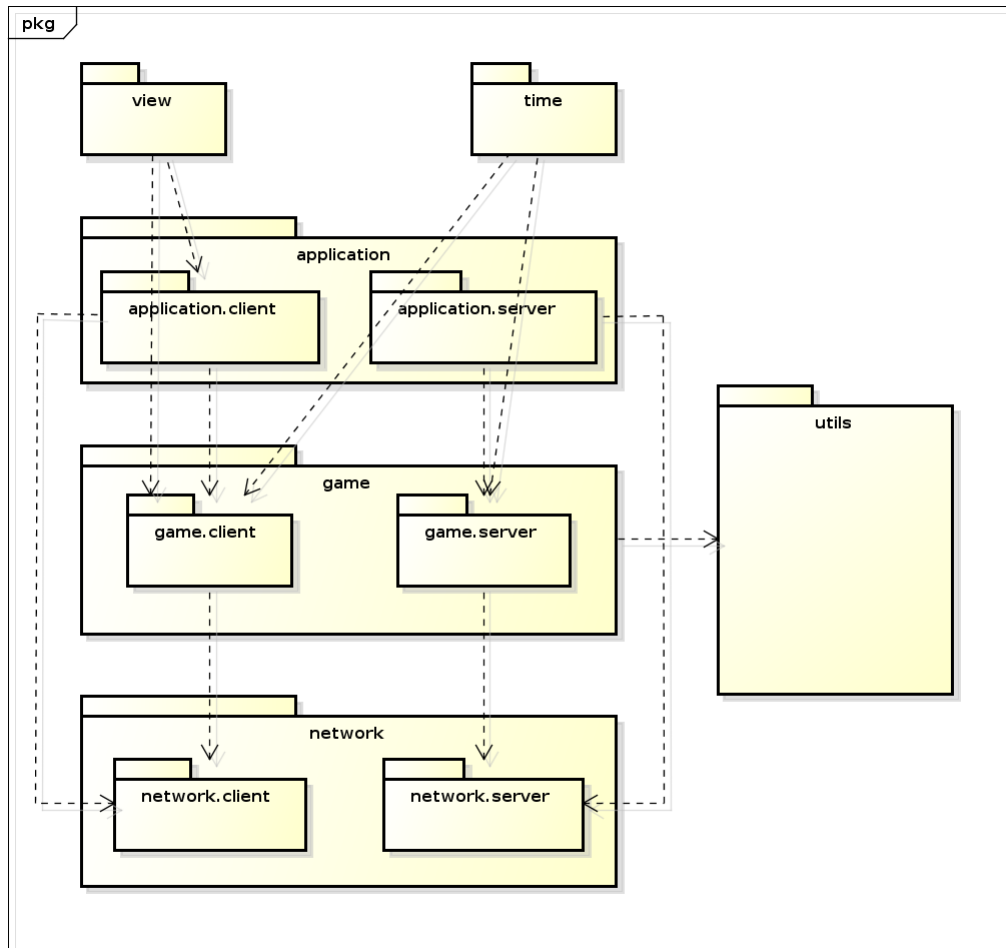 pkg
view
time
application
application.client
application.server
utils
game
game.client
game.server
network
network.client
network.server